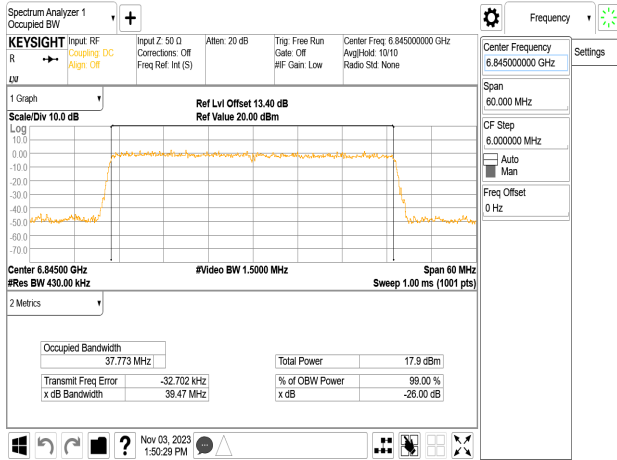 Spectrum Analyzer 1
Occupied BW
▼
+
Frequency ▼
KEYSIGHT
R
Input: RF
Coupling: DC
Align: Off
Input Z: 50 Ω
Corrections: Off
Freq Ref: Int (S)
Atten: 20 dB
Trig: Free Run
Gate: Off
#IF Gain: Low
Center Freq: 6.845000000 GHz
Avg|Hold: 10/10
Radio Std: None
Center Frequency
6.845000000 GHz
Settings
Span
60.000 MHz
CF Step
6.000000 MHz
Auto
Man
Freq Offset
0 Hz
1 Graph ▼
Scale/Div 10.0 dB
Ref Lvl Offset 13.40 dB
Ref Value 20.00 dBm
Log
10.0
0.00
-10.0
-20.0
-30.0
-40.0
-50.0
-60.0
-70.0
Center 6.84500 GHz
#Video BW 1.5000 MHz
Span 60 MHz
#Res BW 430.00 kHz
Sweep 1.00 ms (1001 pts)
2 Metrics ▼
Occupied Bandwidth
37.773 MHz
Total Power 17.9 dBm
Transmit Freq Error -32.702 kHz
% of OBW Power 99.00 %
x dB Bandwidth 39.47 MHz
x dB -26.00 dB
?
Nov 03, 2023
1:50:29 PM